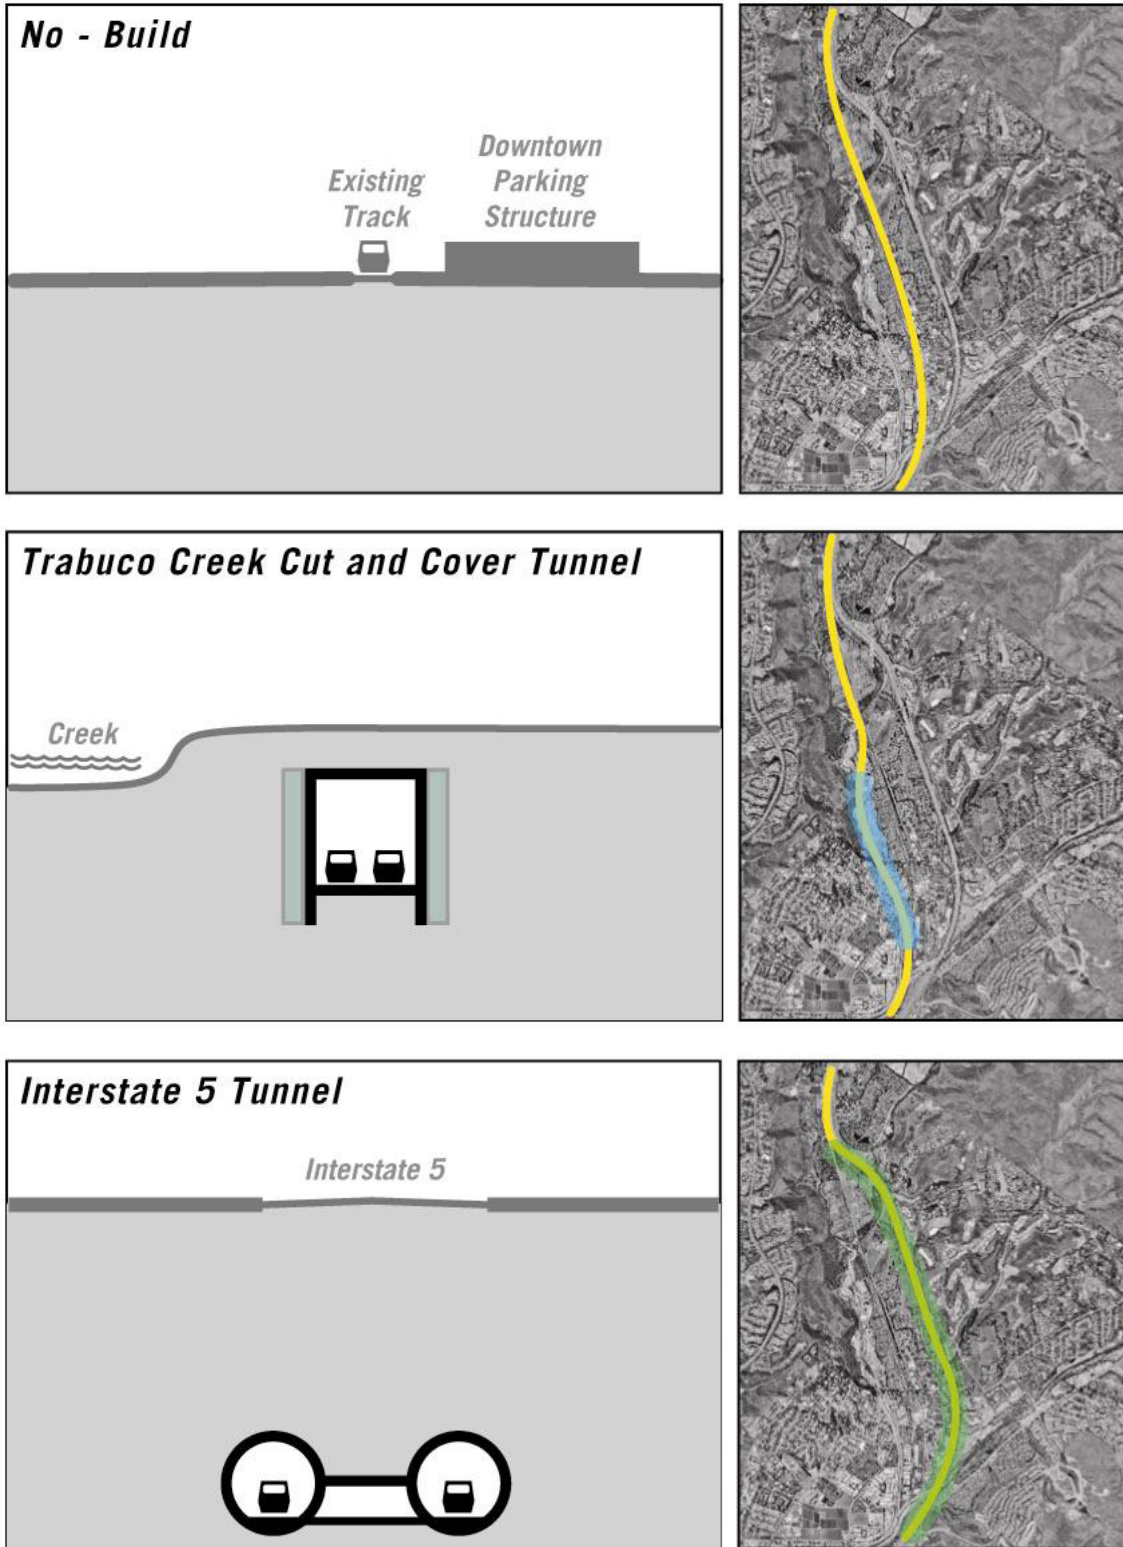 No - Build
Downtown
Parking
Structure
Existing
Track
Trabuco Creek Cut and Cover Tunnel
Creek
Interstate 5 Tunnel
Interstate 5